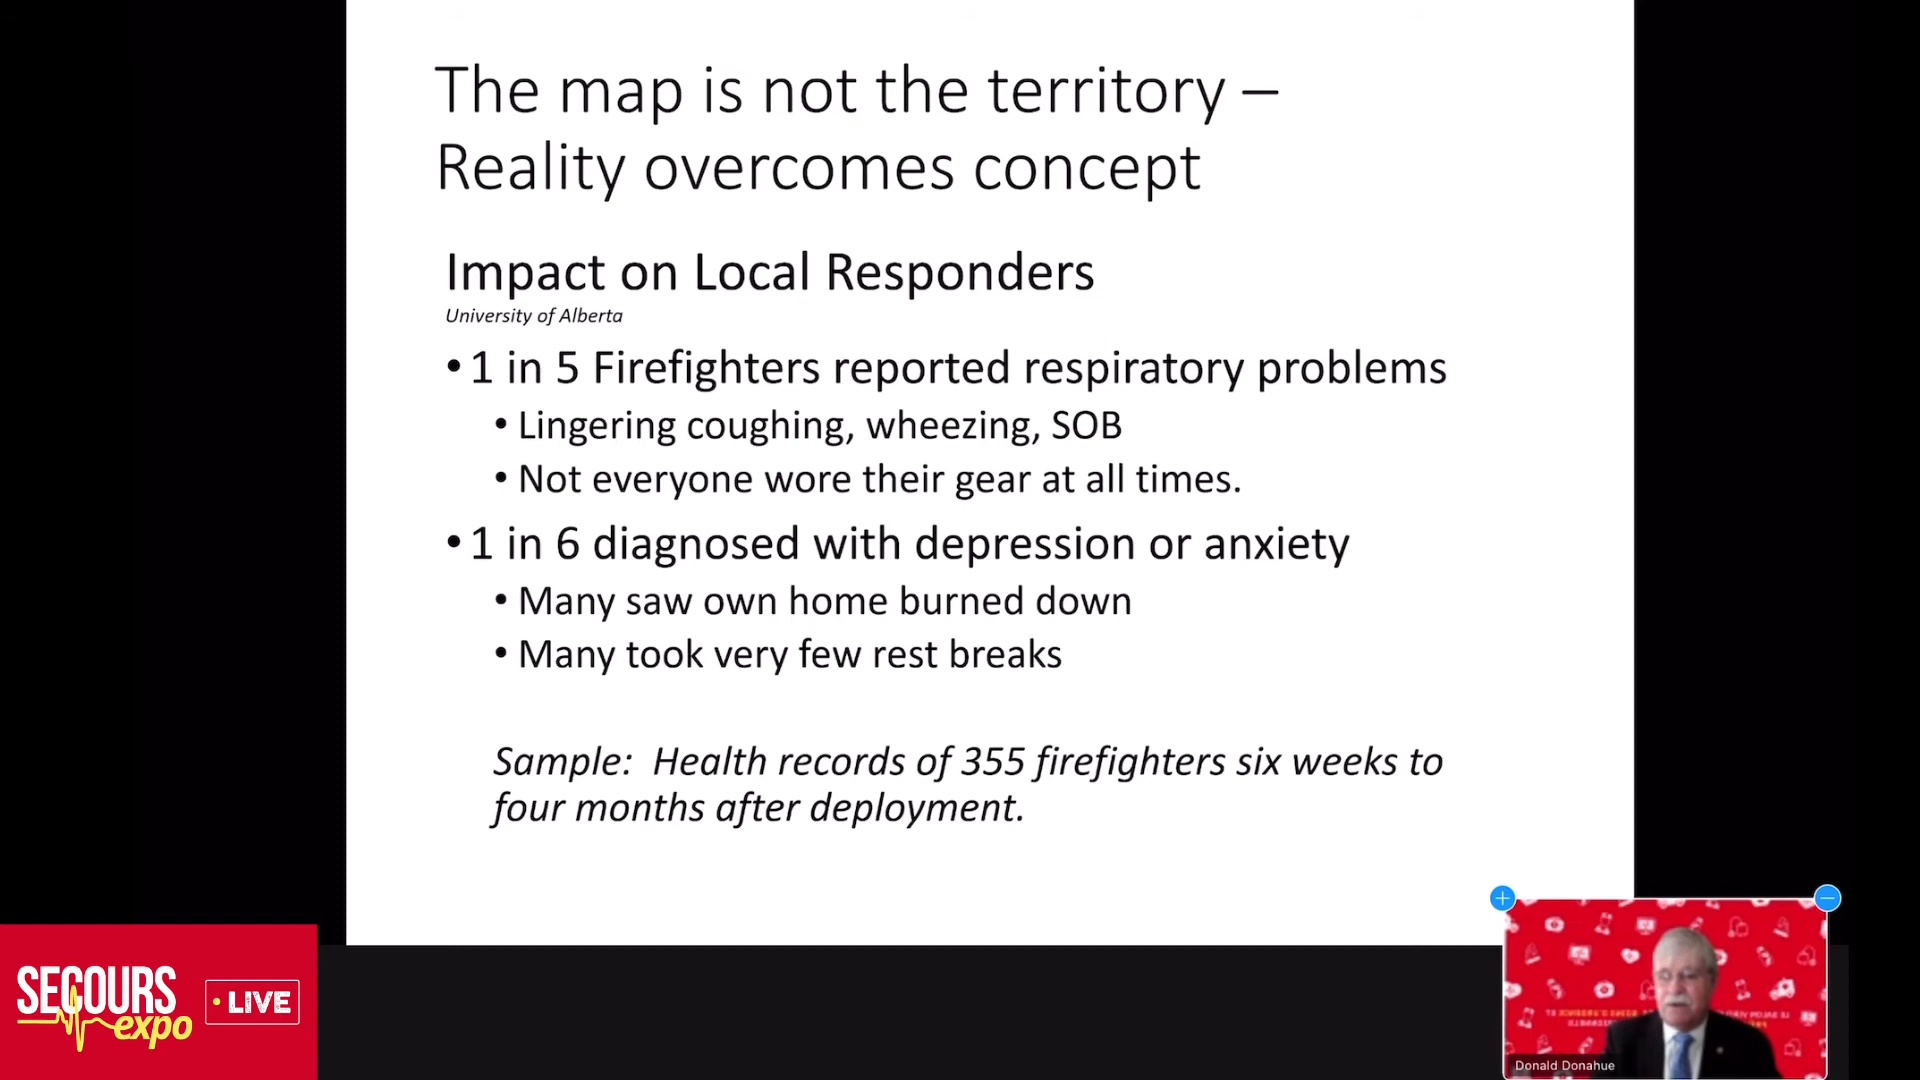 The map is not the territory –
Reality overcomes concept
Impact on Local Responders
University of Alberta
• 1 in 5 Firefighters reported respiratory problems
• Lingering coughing, wheezing, SOB
• Not everyone wore their gear at all times.
• 1 in 6 diagnosed with depression or anxiety
• Many saw own home burned down
• Many took very few rest breaks
Sample: Health records of 355 firefighters six weeks to
four months after deployment.
SECOURS
expo
• LIVE
Donald Donahue